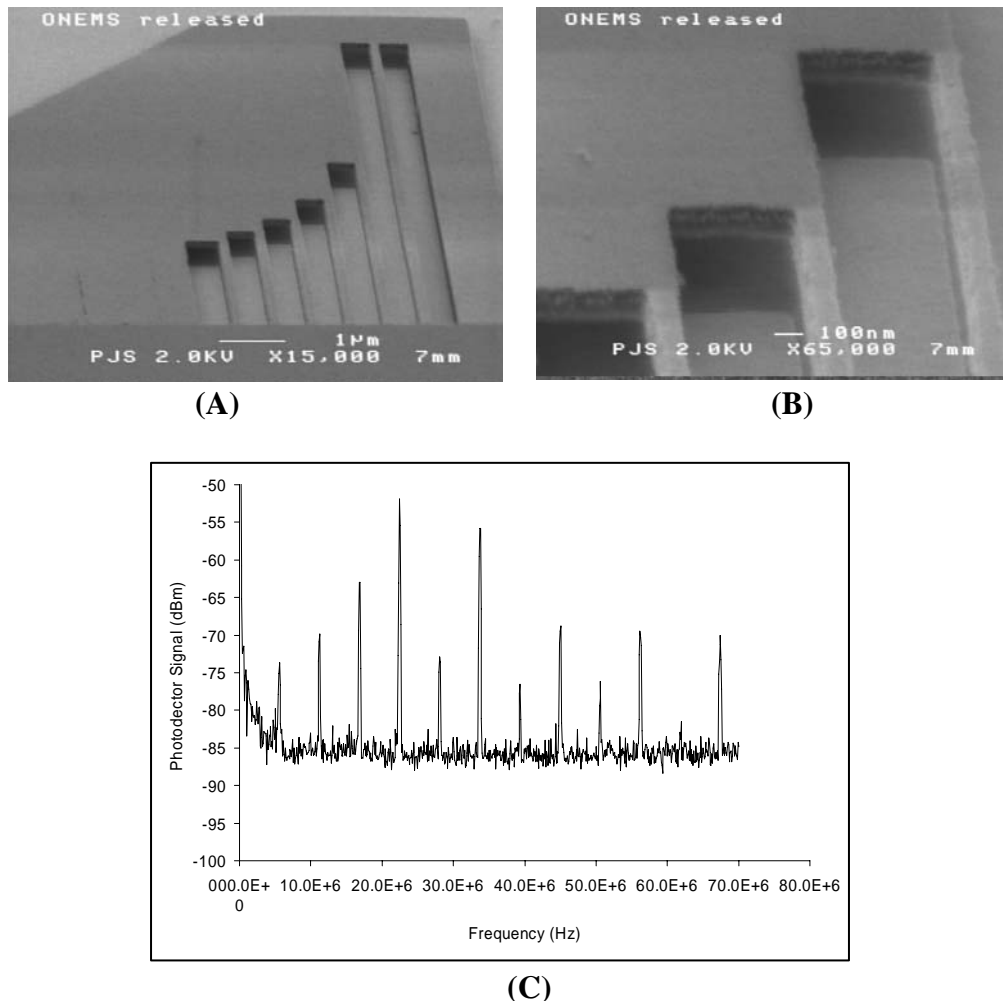 ONEMS released
1µm
PJS 2.0KV X15,000 7mm
(A)
ONEMS released
100nm
PJS 2.0KV X65,000 7mm
(B)
-50
-55
-60
-65
-70
-75
-80
-85
-90
-95
-100
Photodector Signal (dBm)
000.0E+ 10.0E+6 20.0E+6 30.0E+6 40.0E+6 50.0E+6 60.0E+6 70.0E+6 80.0E+6
0
Frequency (Hz)
(C)